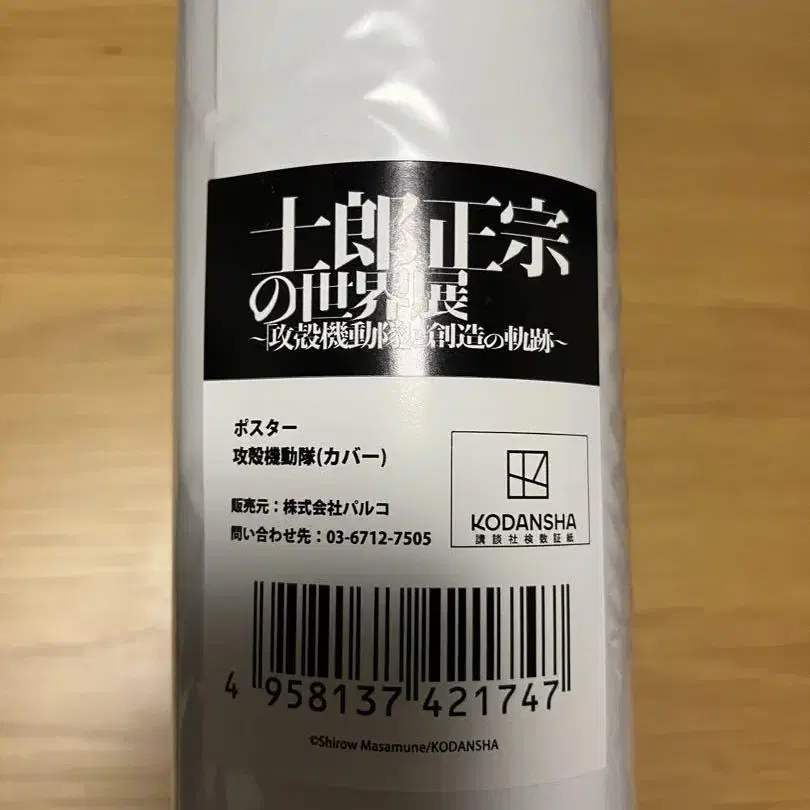 士郎正宗
の世界展
~「攻殻機動隊」と創造の軌跡~
ポスター
攻殻機動隊(カバー)
販売元:株式会社パルコ
問い合わせ先:03-6712-7505
KODANSHA
講談社検数証紙
4 958137 421747
©Shirow Masamune/KODANSHA